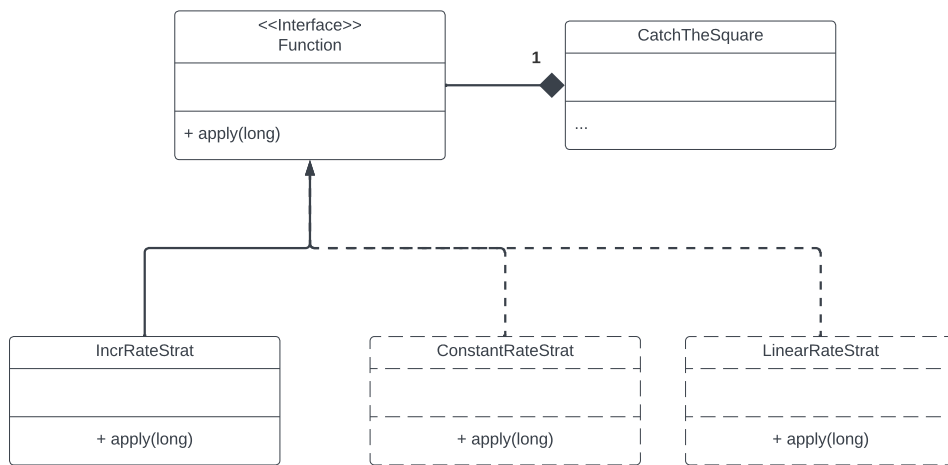 <<Interface>>
Function
+ apply(long)
1
CatchTheSquare
...
IncrRateStrat
+ apply(long)
ConstantRateStrat
+ apply(long)
LinearRateStrat
+ apply(long)